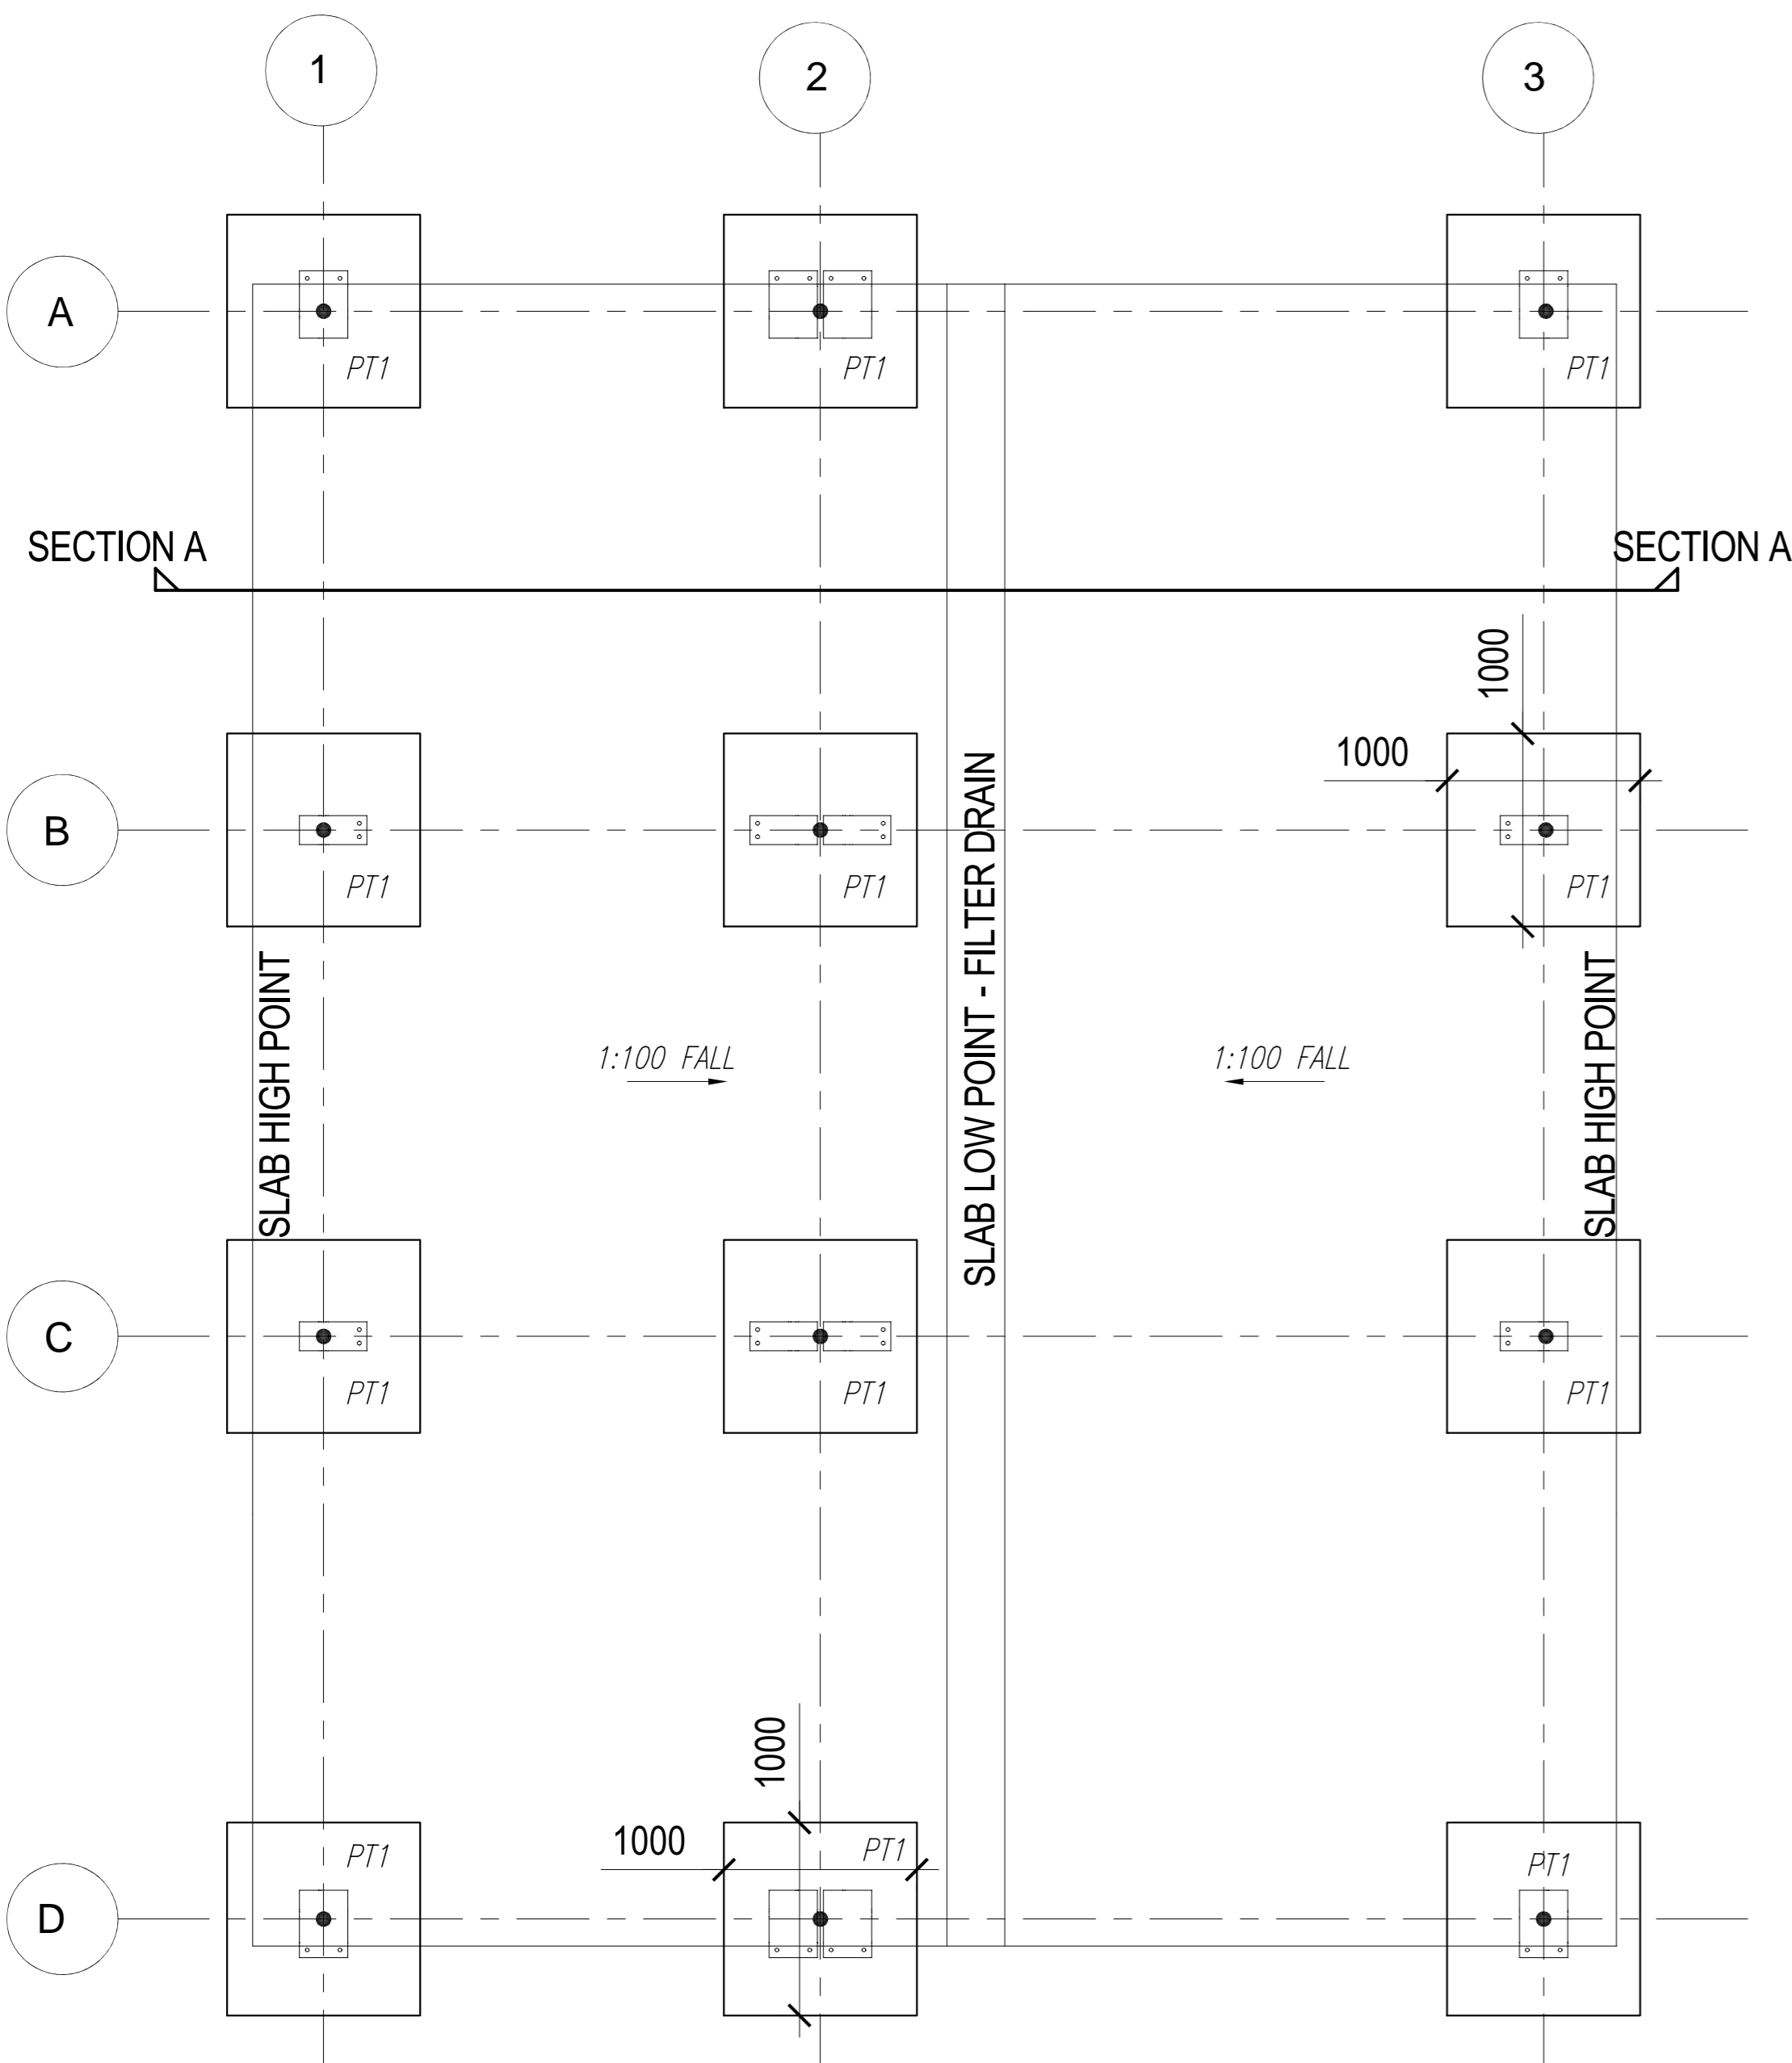 1
2
3
A
PT1
PT1
PT1
SECTION A
SECTION A
1000
1000
B
PT1
PT1
PT1
SLAB HIGH POINT
SLAB LOW POINT - FILTER DRAIN
SLAB HIGH POINT
1:100 FALL
1:100 FALL
C
PT1
PT1
PT1
1000
1000
PT1
PT1
PT1
D